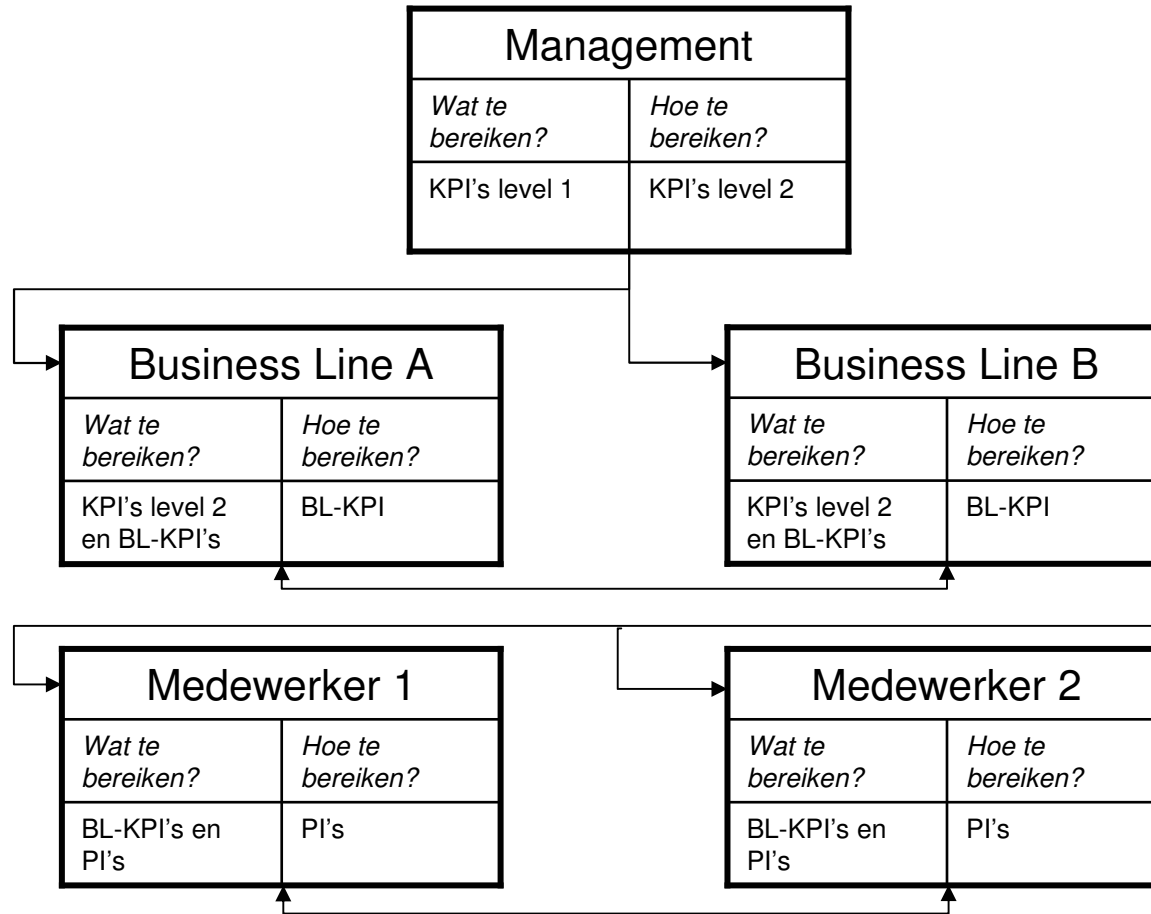 Management
Wat te
bereiken?
Hoe te
bereiken?
KPI's level 1
KPI's level 2
Business Line A
Wat te
bereiken?
Hoe te
bereiken?
KPI's level 2
en BL-KPI's
BL-KPI
Business Line B
Wat te
bereiken?
Hoe te
bereiken?
KPI's level 2
en BL-KPI's
BL-KPI
Medewerker 1
Wat te
bereiken?
Hoe te
bereiken?
BL-KPI's en
PI's
PI's
Medewerker 2
Wat te
bereiken?
Hoe te
bereiken?
BL-KPI's en
PI's
PI's